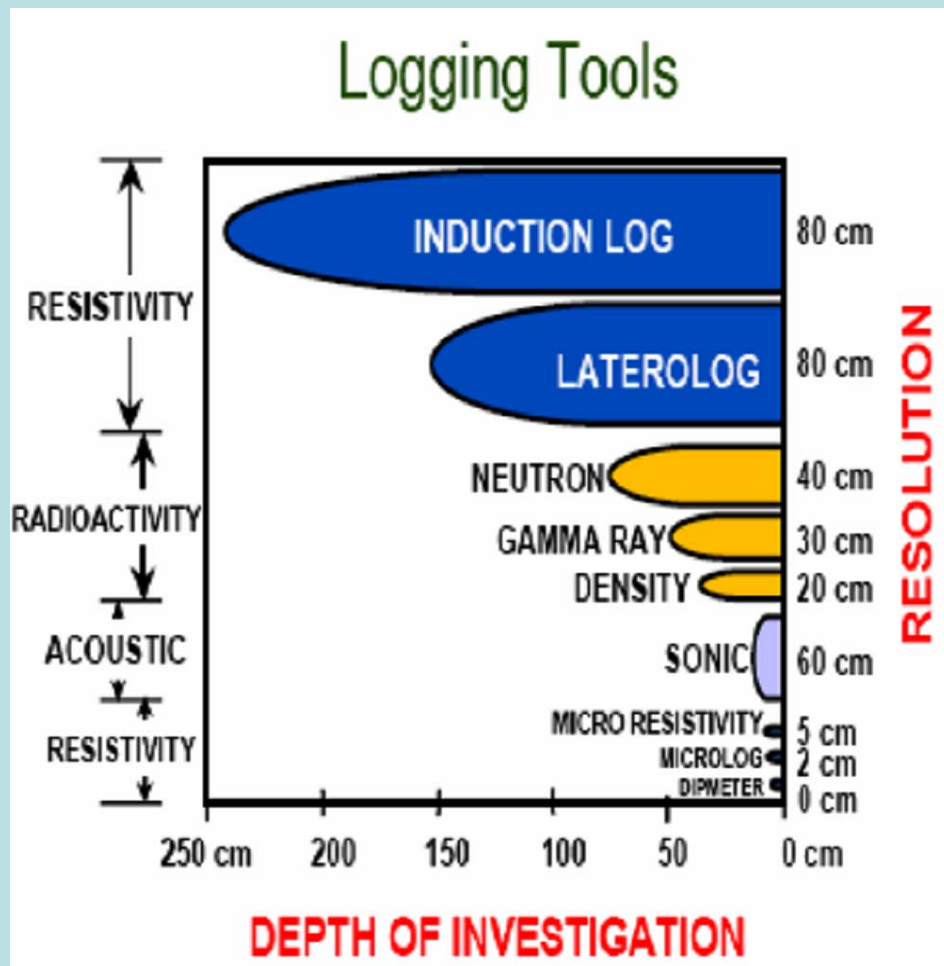 Logging Tools
RESISTIVITY
RADIOACTIVITY
ACOUSTIC
RESISTIVITY
INDUCTION LOG
LATEROLOG
NEUTRON
GAMMA RAY
DENSITY
SONIC
MICRO RESISTIVITY
MICROLOG
DIPMETER
80 cm
80 cm
40 cm
30 cm
20 cm
60 cm
5 cm
2 cm
0 cm
RESOLUTION
250 cm 200 150 100 50 0 cm
DEPTH OF INVESTIGATION